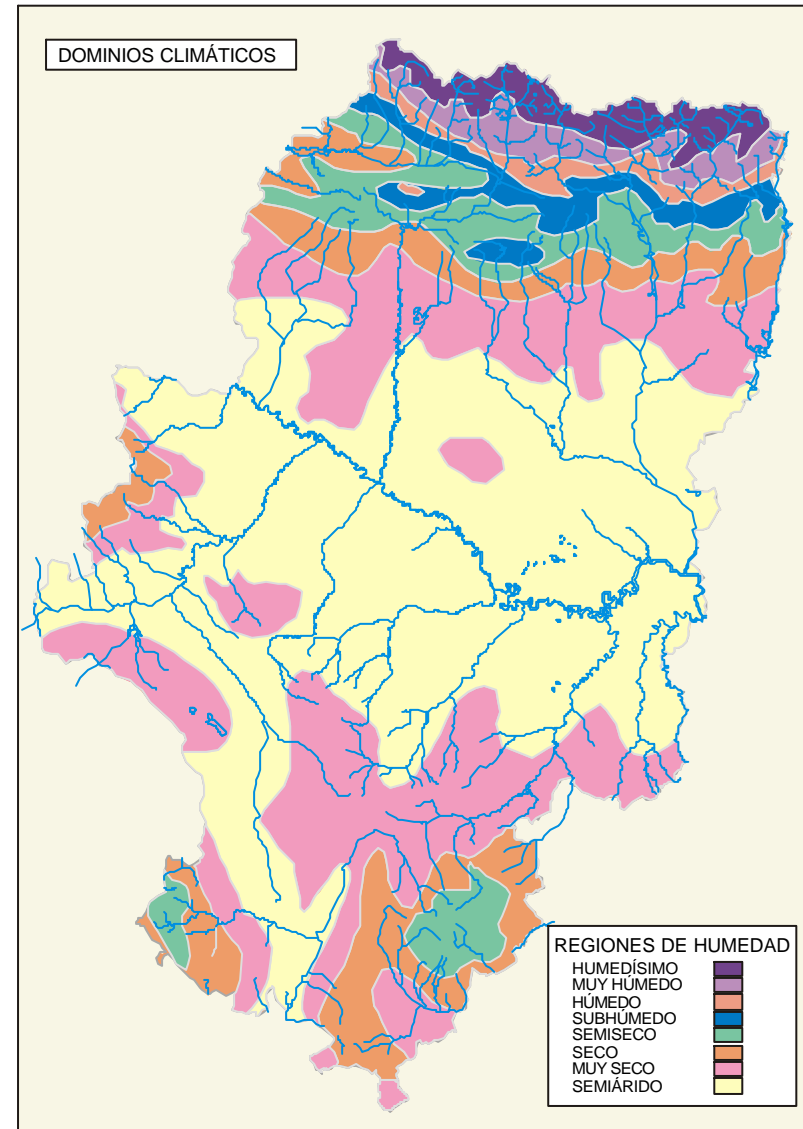 DOMINIOS CLIMÁTICOS
REGIONES DE HUMEDAD
HUMEDÍSIMO
MUY HÚMEDO
HÚMEDO
SUBHÚMEDO
SEMISECO
SECO
MUY SECO
SEMIÁRIDO